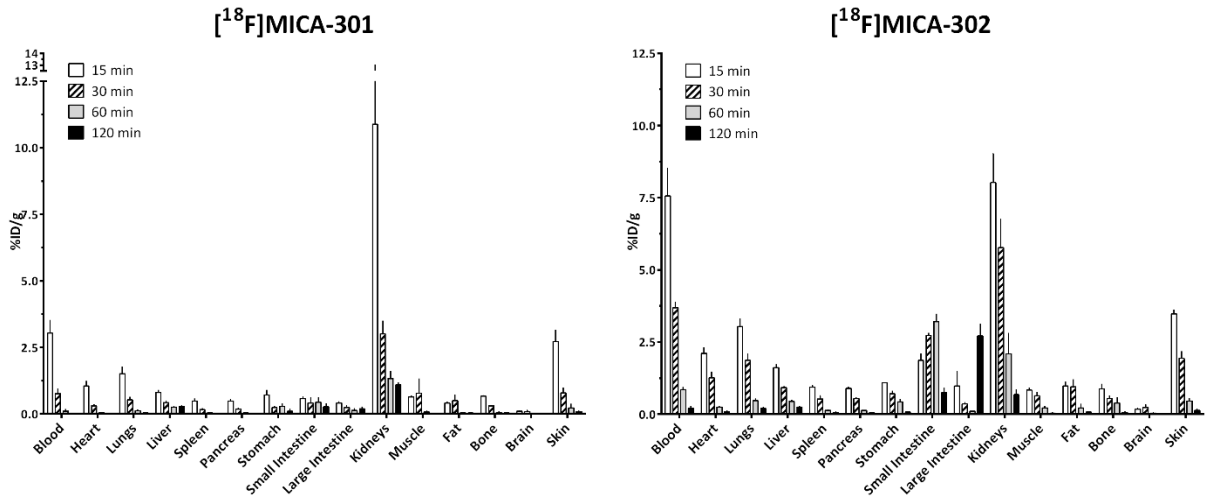 [¹⁸F]MICA-301
14
13
12.5
10.0
7.5
5.0
2.5
0.0
%ID/g
15 min
30 min
60 min
120 min
Blood
Heart
Lungs
Liver
Spleen
Pancreas
Stomach
Small Intestine
Large Intestine
Kidneys
Muscle
Fat
Bone
Brain
Skin
[¹⁸F]MICA-302
12.5
10.0
7.5
5.0
2.5
0.0
%ID/g
15 min
30 min
60 min
120 min
Blood
Heart
Lungs
Liver
Spleen
Pancreas
Stomach
Small Intestine
Large Intestine
Kidneys
Muscle
Fat
Bone
Brain
Skin